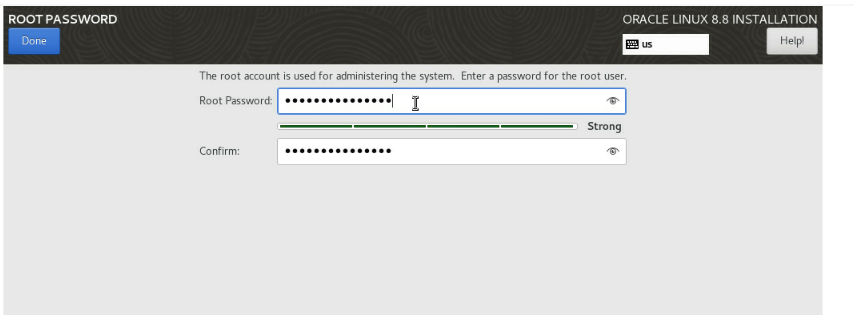 ROOT PASSWORD
ORACLE LINUX 8.8 INSTALLATION
Done
us
Help!
The root account is used for administering the system. Enter a password for the root user.
Root Password: •••••••••••••••
Strong
Confirm: •••••••••••••••